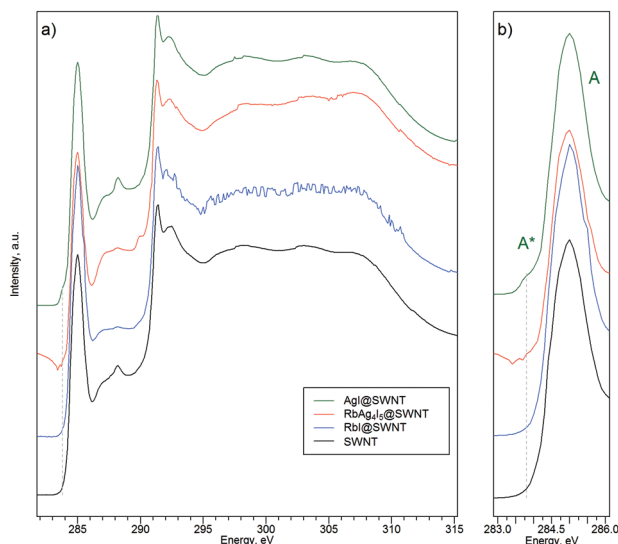 a)
Intensity, a.u.
AgI@SWNT
RbAg₄I₅@SWNT
RbI@SWNT
SWNT
285 290 295 300 305 310 315
Energy, eV
b)
A
A*
283.0 284.5 286.0
Energy, eV